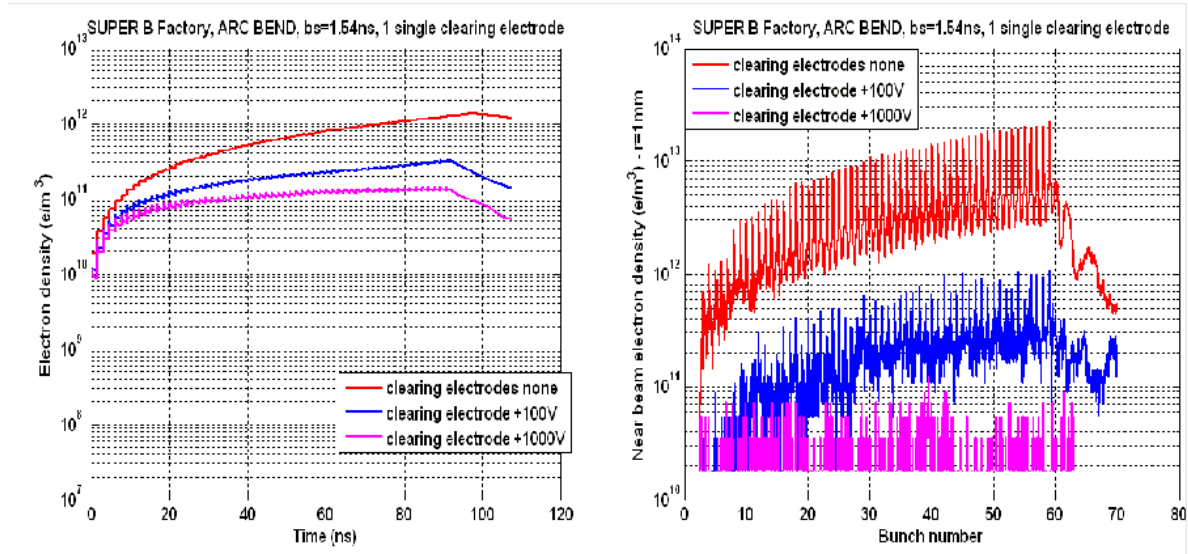 SUPER B Factory, ARC BEND, bs=1.54ns, 1 single clearing electrode
10^13
10^12
10^11
10^10
10^9
10^8
10^7
Electron density (e/m^3)
clearing electrodes none
clearing electrode +100V
clearing electrode +1000V
0 20 40 60 80 100 120
Time (ns)
SUPER B Factory, ARC BEND, bs=1.54ns, 1 single clearing electrode
10^14
10^13
10^12
10^11
10^10
Near beam electron density (e/m^3) - r=1mm
clearing electrodes none
clearing electrode +100V
clearing electrode +1000V
0 10 20 30 40 50 60 70 80
Bunch number